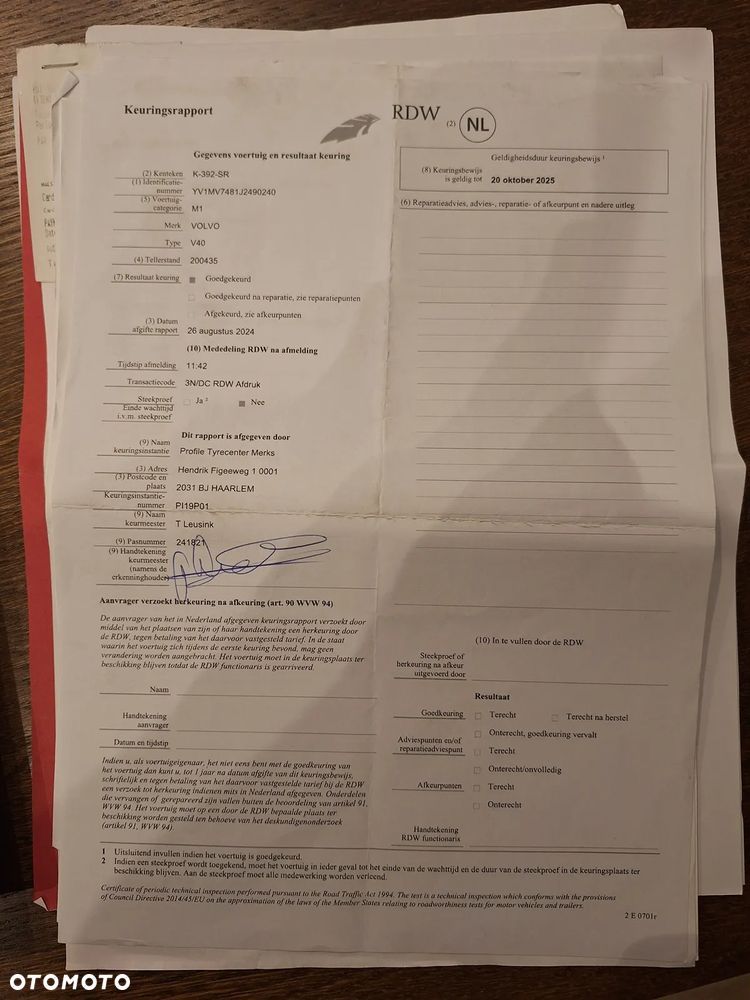 Keuringsrapport
RDW (2) NL
Gegevens voertuig en resultaat keuring
(2) Kenteken K-392-SR
(1) Identificatie-
nummer YV1MV7481J2490240
(5) Voertuig-
categorie M1
Merk VOLVO
Type V40
(4) Tellerstand 200435
(7) Resultaat keuring Goedgekeurd
Goedgekeurd na reparatie, zie reparatiepunten
Afgekeurd, zie afkeurpunten
(3) Datum
afgifte rapport 26 augustus 2024
(10) Mededeling RDW na afmelding
Tijdstip afmelding 11:42
Transactiecode 3N/DC RDW Afdruk
Steekproef Ja ² Nee
Einde wachttijd
i.v.m. steekproef
Dit rapport is afgegeven door
(9) Naam
keuringsinstantie Profile Tyrecenter Merks
(3) Adres Hendrik Figeeweg 1 0001
(3) Postcode en
plaats 2031 BJ HAARLEM
Keuringsinstantie-
nummer PI19P01
(9) Naam
keurmeester T Leusink
(9) Pasnummer 241821
(9) Handtekening
keurmeester
(namens de
erkenninghouder)
Aanvrager verzoekt herkeuring na afkeuring (art. 90 WVW 94)
De aanvrager van het in Nederland afgegeven keuringsrapport verzoekt door
middel van het plaatsen van zijn of haar handtekening een herkeuring door
de RDW, tegen betaling van het daarvoor vastgesteld tarief. In de staat
waarin het voertuig zich tijdens de eerste keuring bevond, mag geen
verandering worden aangebracht. Het voertuig moet in de keuringsplaats ter
beschikking blijven totdat de RDW functionaris is gearriveerd.
Naam
Handtekening
aanvrager
Datum en tijdstip
Indien u, als voertuigeigenaar, het niet eens bent met de goedkeuring van
het voertuig dan kunt u, tot 1 jaar na datum afgifte van dit keuringsbewijs,
schriftelijk en tegen betaling van het daarvoor vastgestelde tarief bij de RDW
een verzoek tot herkeuring indienen mits in Nederland afgegeven. Onderdelen
die vervangen of gerepareerd zijn vallen buiten de beoordeling van artikel 91,
WVW 94. Het voertuig moet op een door de RDW bepaalde plaats ter
beschikking worden gesteld ten behoeve van het deskundigenonderzoek
(artikel 91, WVW 94).
Geldigheidsduur keuringsbewijs ¹
(8) Keuringsbewijs
is geldig tot 20 oktober 2025
(6) Reparatieadvies, advies-, reparatie- of afkeurpunt en nadere uitleg
(10) In te vullen door de RDW
Steekproef of
herkeuring na afkeur
uitgevoerd door
Resultaat
Goedkeuring Terecht Terecht na herstel
Onterecht, goedkeuring vervalt
Adviespunten en/of
reparatieadviespunt Terecht
Onterecht/onvolledig
Afkeurpunten Terecht
Onterecht
Handtekening
RDW functionaris
1 Uitsluitend invullen indien het voertuig is goedgekeurd.
2 Indien een steekproef wordt toegekend, moet het voertuig in ieder geval tot het einde van de wachttijd en de duur van de steekproef in de keuringsplaats ter
beschikking blijven. Aan de steekproef moet alle medewerking worden verleend.
Certificate of periodic technical inspection performed pursuant to the Road Traffic Act 1994. The test is a technical inspection which conforms with the provisions
of Council Directive 2014/45/EU on the approximation of the laws of the Member States relating to roadworthiness tests for motor vehicles and trailers.
2 E 0701r
OTOMOTO